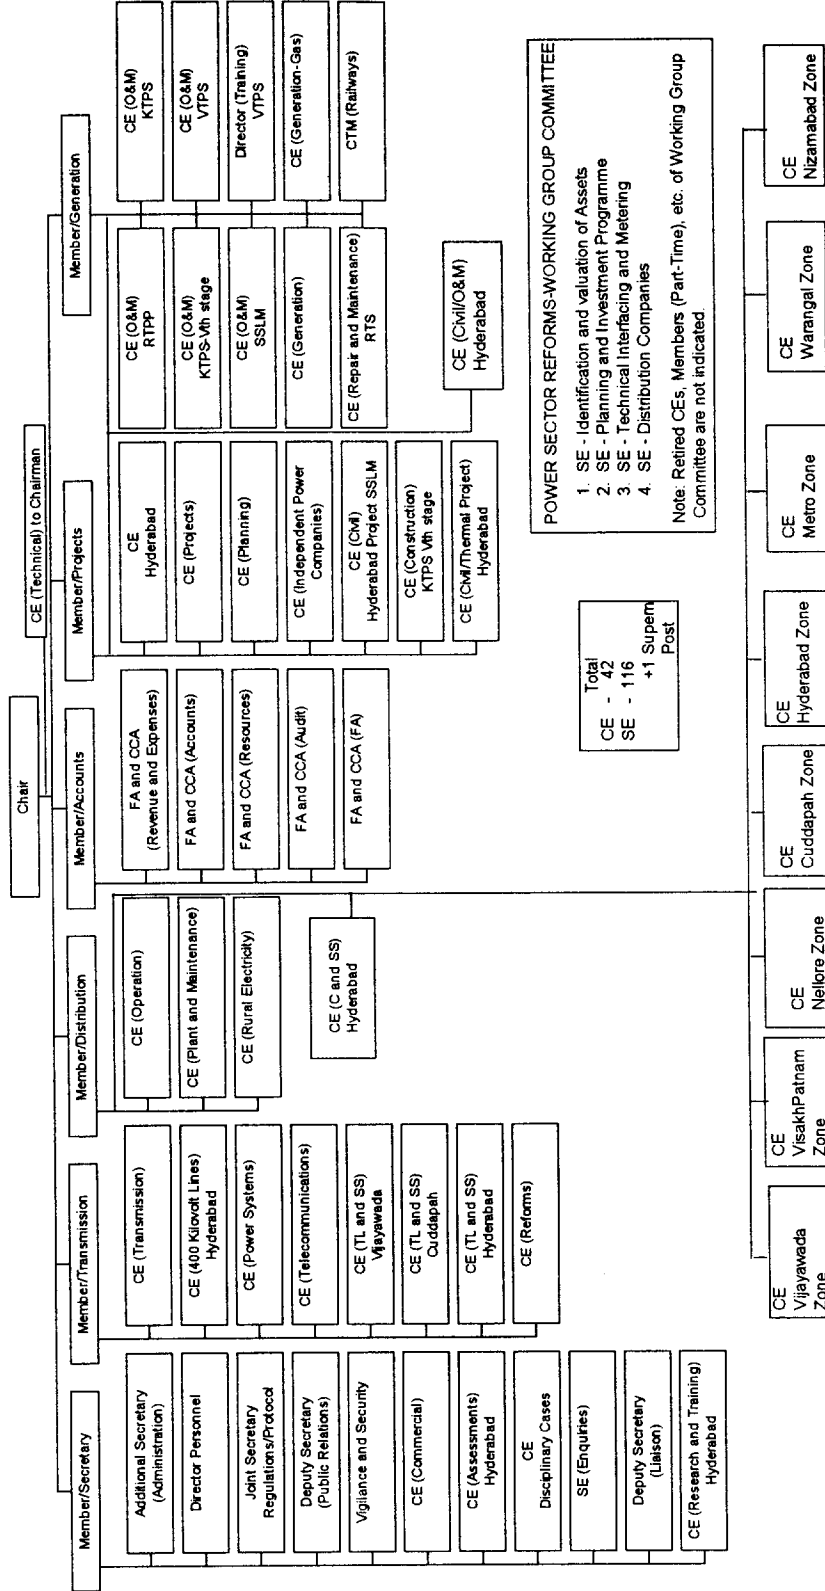 Chair
CE (Technical) to Chairman
Member/Secretary
Member/Transmission
Member/Distribution
Member/Accounts
Member/Projects
Member/Generation
Additional Secretary
(Administration)
Director Personnel
Joint Secretary
Regulations/Protocol
Deputy Secretary
(Public Relations)
Vigilance and Security
CE (Commercial)
CE (Assessments)
Hyderabad
CE
Disciplinary Cases
SE (Enquiries)
Deputy Secretary
(Liaison)
CE (Research and Training)
Hyderabad
CE (Transmission)
CE (400 Kilovolt Lines)
Hyderabad
CE (Power Systems)
CE (Telecommunications)
CE (TL and SS)
Vijayawada
CE (TL and SS)
Cuddapah
CE (TL and SS)
Hyderabad
CE (Reforms)
CE (Operation)
CE (Plant and Maintenance)
CE (Rural Electricity)
CE (C and SS)
Hyderabad
FA and CCA
(Revenue and Expenses)
FA and CCA (Accounts)
FA and CCA (Resources)
FA and CCA (Audit)
FA and CCA (FA)
CE
Hyderabad
CE (Projects)
CE (Planning)
CE (Independent Power
Companies)
CE (Civil)
Hyderabad Project SSLM
CE (Construction)
KTPS Vth stage
CE (Civil/Thermal Project)
Hyderabad
CE (O&M)
RTPP
CE (O&M)
KTPS-Vth stage
CE (O&M)
SSLM
CE (Generation)
CE (Repair and Maintenance)
RTS
CE (Civil/O&M)
Hyderabad
CE (O&M)
KTPS
CE (O&M)
VTPS
Director (Training)
VTPS
CE (Generation-Gas)
CTM (Railways)
Total
CE - 42
SE - 116
+1 Supern
Post
POWER SECTOR REFORMS-WORKING GROUP COMMITTEE
1. SE - Identification and valuation of Assets
2. SE - Planning and Investment Programme
3. SE - Technical Interfacing and Metering
4. SE - Distribution Companies
Note: Retired CEs, Members (Part-Time), etc. of Working Group
Committee are not indicated.
CE
Vijayawada
Zone
CE
VisakhPatnam
Zone
CE
Nellore Zone
CE
Cuddapah Zone
CE
Hyderabad Zone
CE
Metro Zone
CE
Warangal Zone
CE
Nizamabad Zone